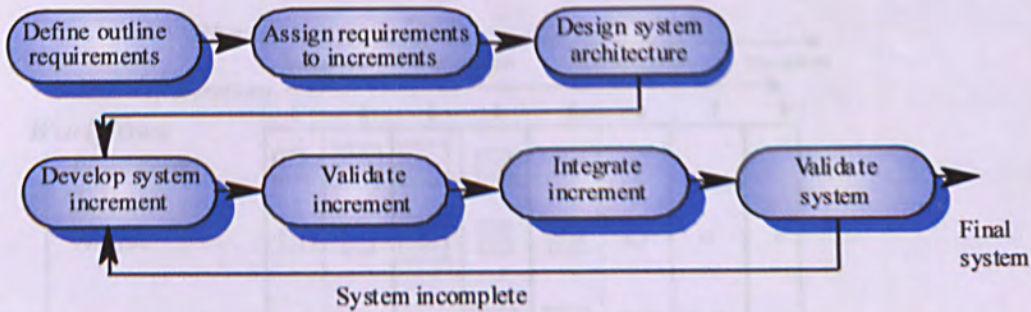 Define outline
requirements
Assign requirements
to increments
Design system
architecture
Develop system
increment
Validate
increment
Integrate
increment
Validate
system
Final
system
System incomplete